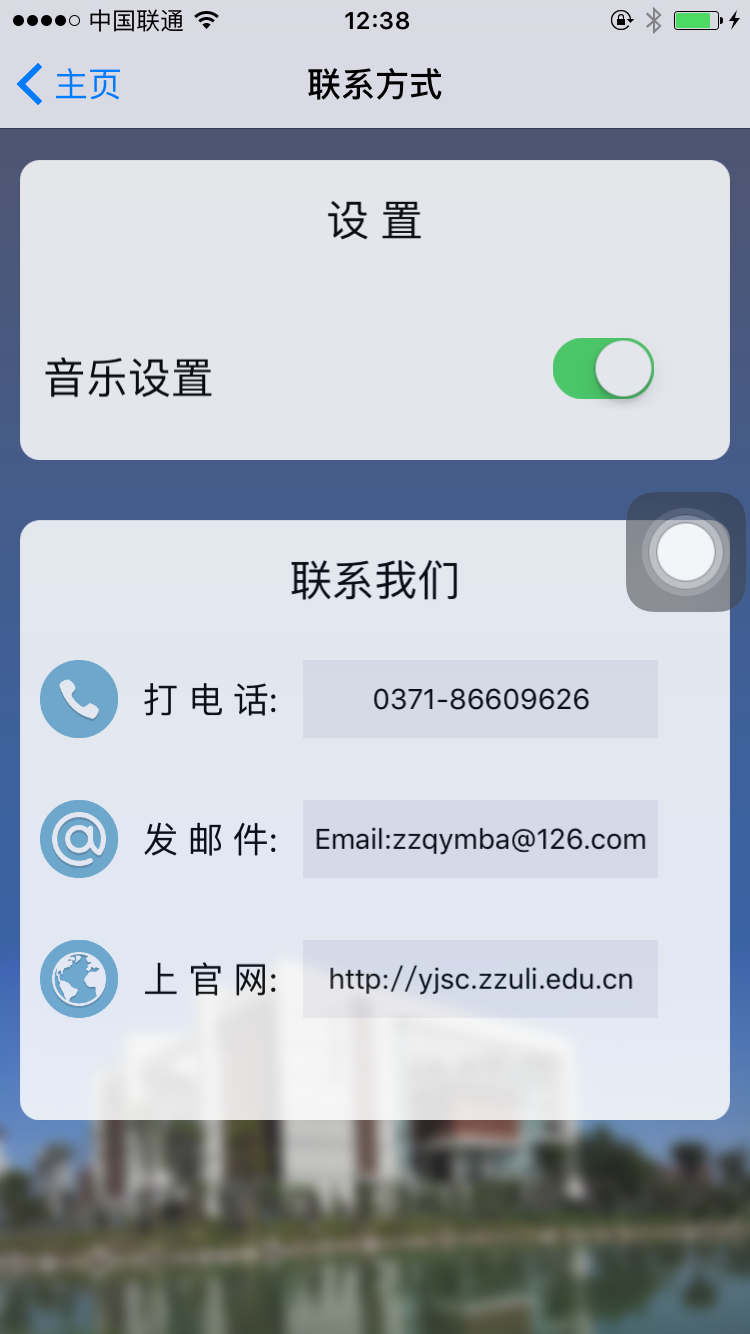 中国联通 12:38
主页 联系方式
设 置
音乐设置
联系我们
打 电 话: 0371-86609626
发 邮 件: Email:zzqymba@126.com
上 官 网: http://yjsc.zzuli.edu.cn